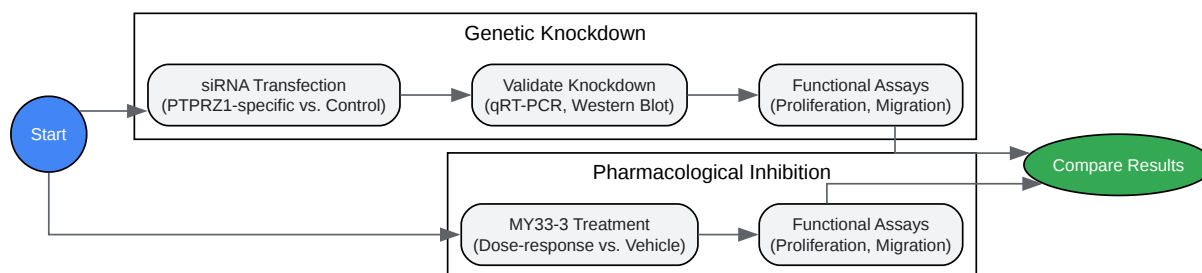 Genetic Knockdown
siRNA Transfection
(PTPRZ1-specific vs. Control)
Validate Knockdown
(qRT-PCR, Western Blot)
Functional Assays
(Proliferation, Migration)
Start
Compare Results
Pharmacological Inhibition
MY33-3 Treatment
(Dose-response vs. Vehicle)
Functional Assays
(Proliferation, Migration)